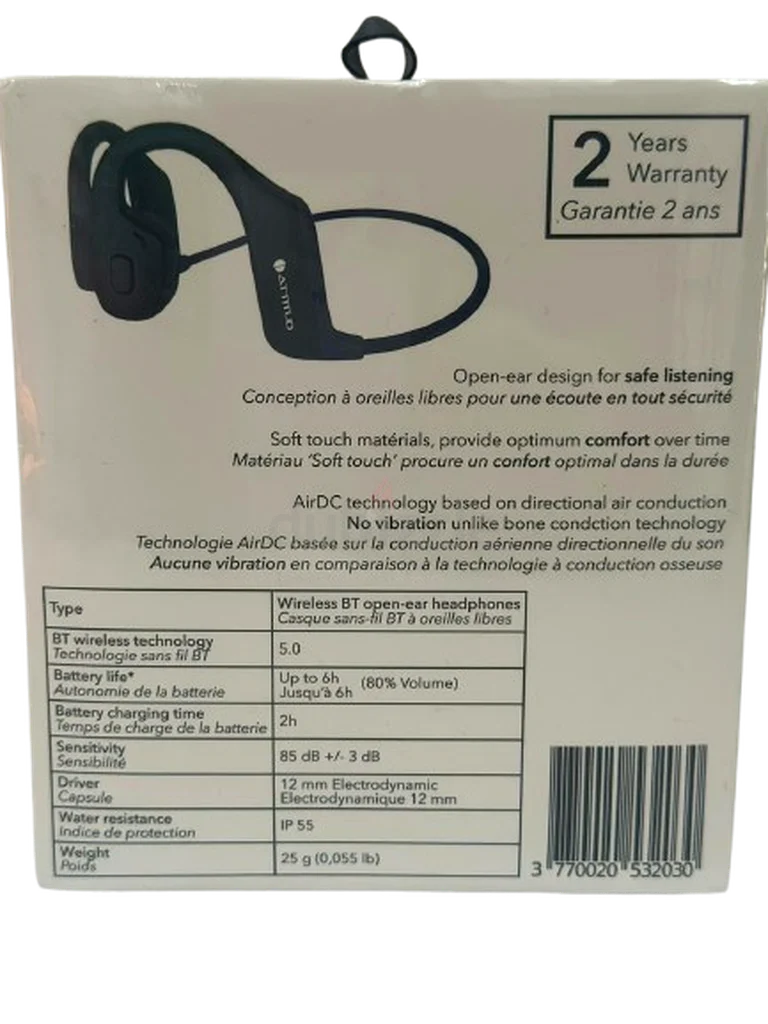 2 Years
Warranty
Garantie 2 ans
ATTITUD
Open-ear design for safe listening
Conception à oreilles libres pour une écoute en tout sécurité
Soft touch matérials, provide optimum comfort over time
Matériau 'Soft touch' procure un confort optimal dans la durée
AirDC technology based on directional air conduction
No vibration unlike bone condction technology
Technologie AirDC basée sur la conduction aérienne directionnelle du son
Aucune vibration en comparaison à la technologie à conduction osseuse
Type Wireless BT open-ear headphones
Casque sans-fil BT à oreilles libres
BT wireless technology 5.0
Technologie sans fil BT
Battery life* Up to 6h (80% Volume)
Autonomie de la batterie Jusqu'à 6h
Battery charging time 2h
Temps de charge de la batterie
Sensitivity 85 dB +/- 3 dB
Sensibilité
Driver 12 mm Electrodynamic
Capsule Electrodynamique 12 mm
Water resistance IP 55
Indice de protection
Weight 25 g (0,055 lb)
Poids
3 770020 532030